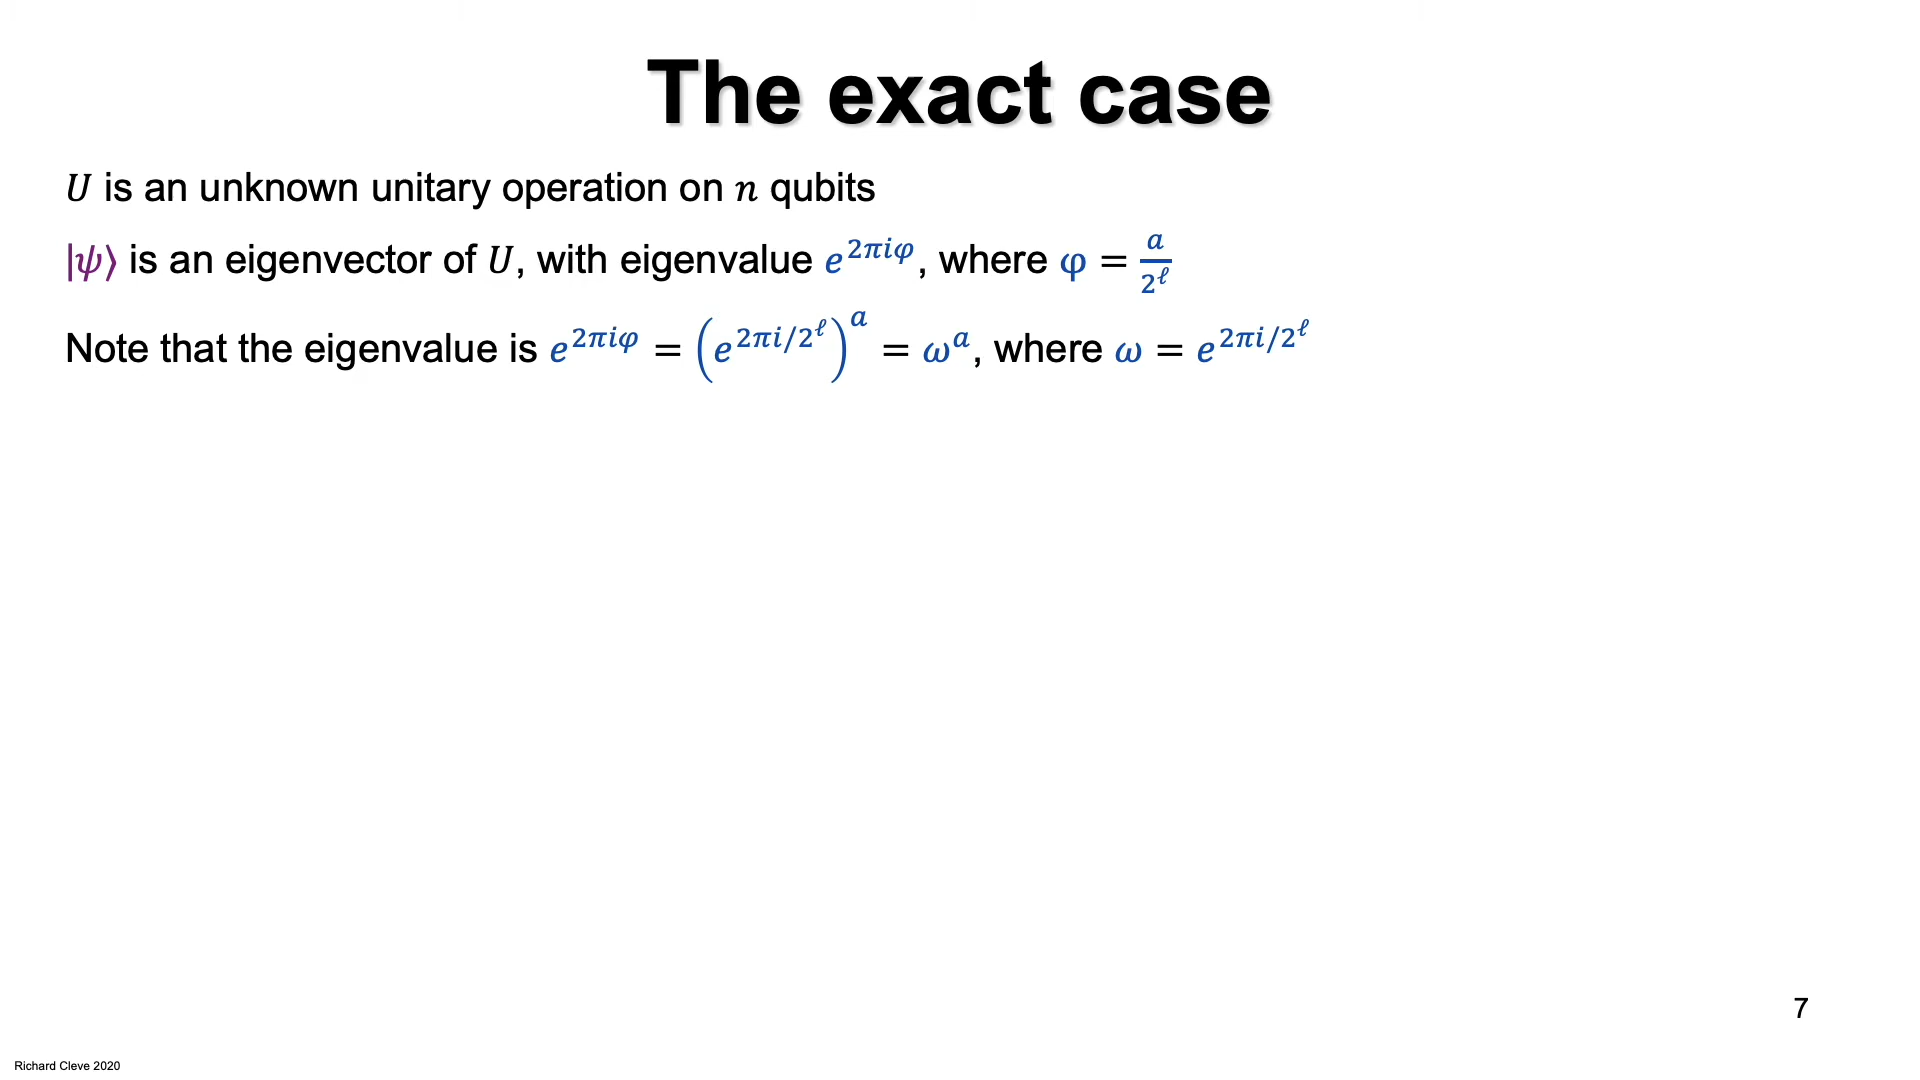 The exact case
𝑈 is an unknown unitary operation on 𝑛 qubits
|𝜓⟩ is an eigenvector of 𝑈, with eigenvalue 𝑒^{2𝜋𝑖𝜑}, where φ = 𝑎/2^ℓ
Note that the eigenvalue is 𝑒^{2𝜋𝑖𝜑} = (𝑒^{2𝜋𝑖/2^ℓ})^𝑎 = 𝜔^𝑎, where 𝜔 = 𝑒^{2𝜋𝑖/2^ℓ}
7
Richard Cleve 2020